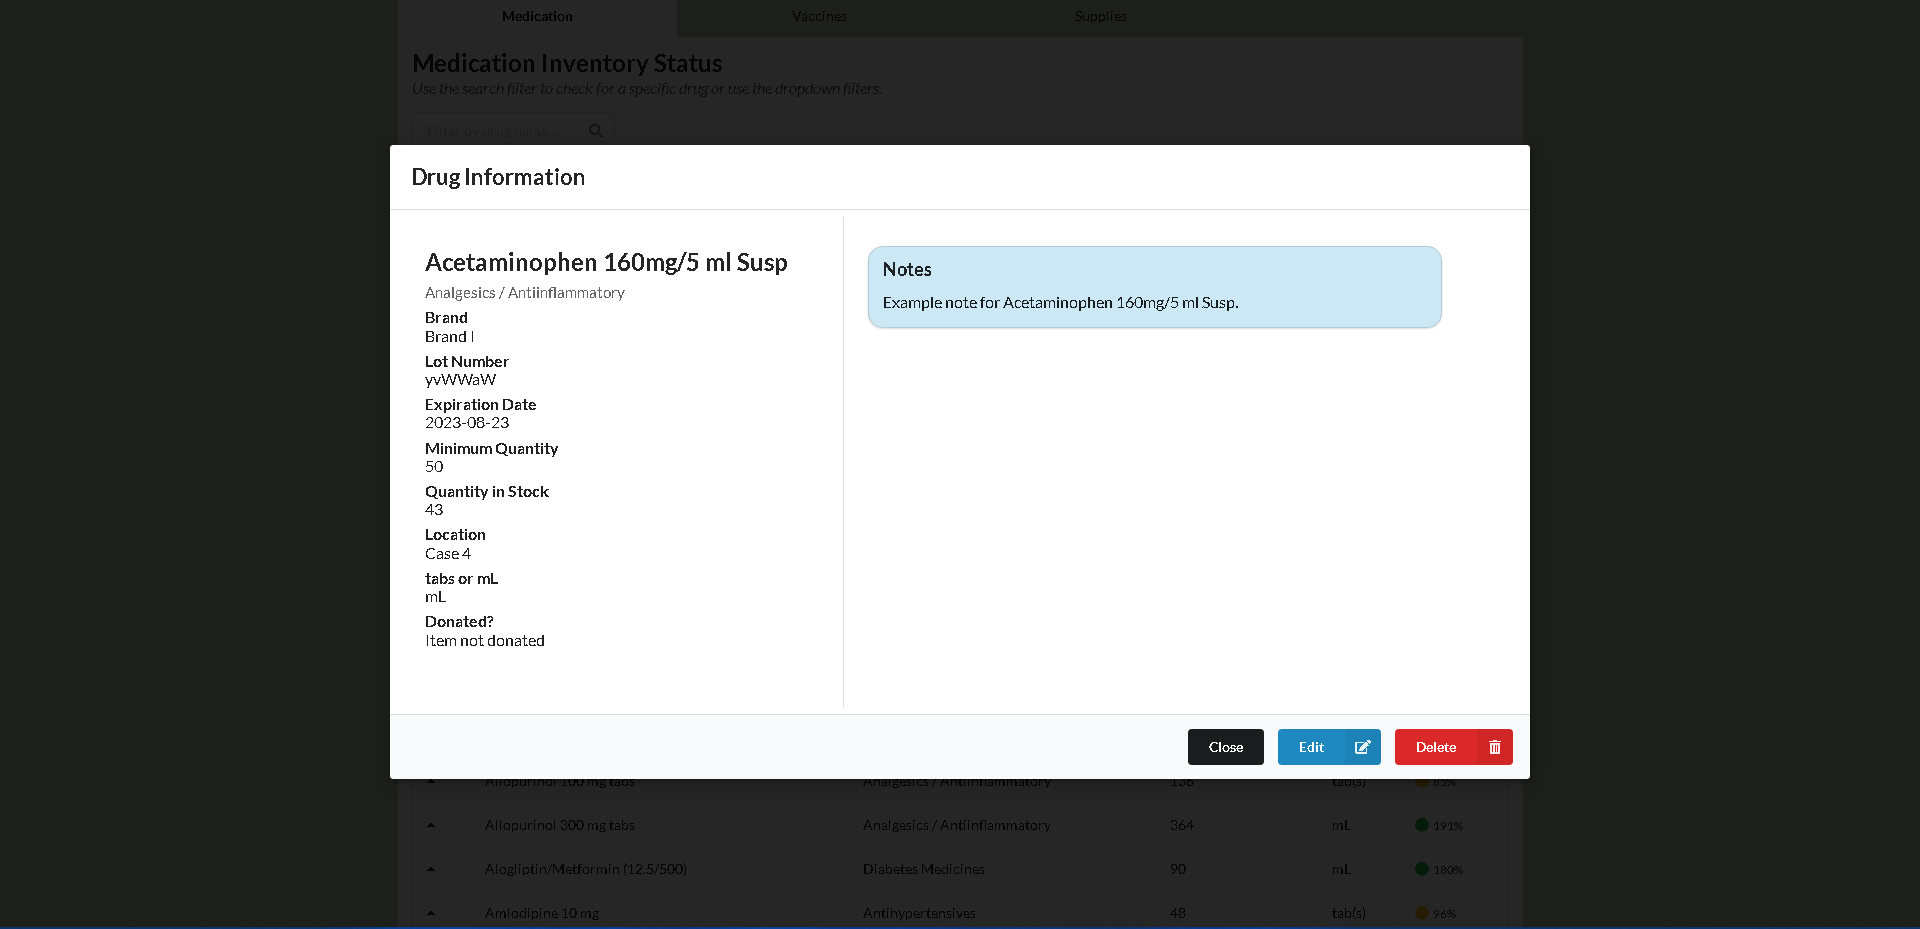 Medication Vaccines Supplies
Medication Inventory Status
Use the search filter to check for a specific drug or use the dropdown filters.
Filter by drug name...
Drug Information
Acetaminophen 160mg/5 ml Susp
Analgesics / Antiinflammatory
Brand
Brand I
Lot Number
yvWWaW
Expiration Date
2023-08-23
Minimum Quantity
50
Quantity in Stock
43
Location
Case 4
tabs or mL
mL
Donated?
Item not donated
Notes
Example note for Acetaminophen 160mg/5 ml Susp.
Close Edit Delete
Allopurinol 100 mg tabs Analgesics / Antiinflammatory 136 tab(s) 85%
Allopurinol 300 mg tabs Analgesics / Antiinflammatory 364 mL 191%
Alogliptin/Metformin (12.5/500) Diabetes Medicines 90 mL 180%
Amlodipine 10 mg Antihypertensives 48 tab(s) 96%